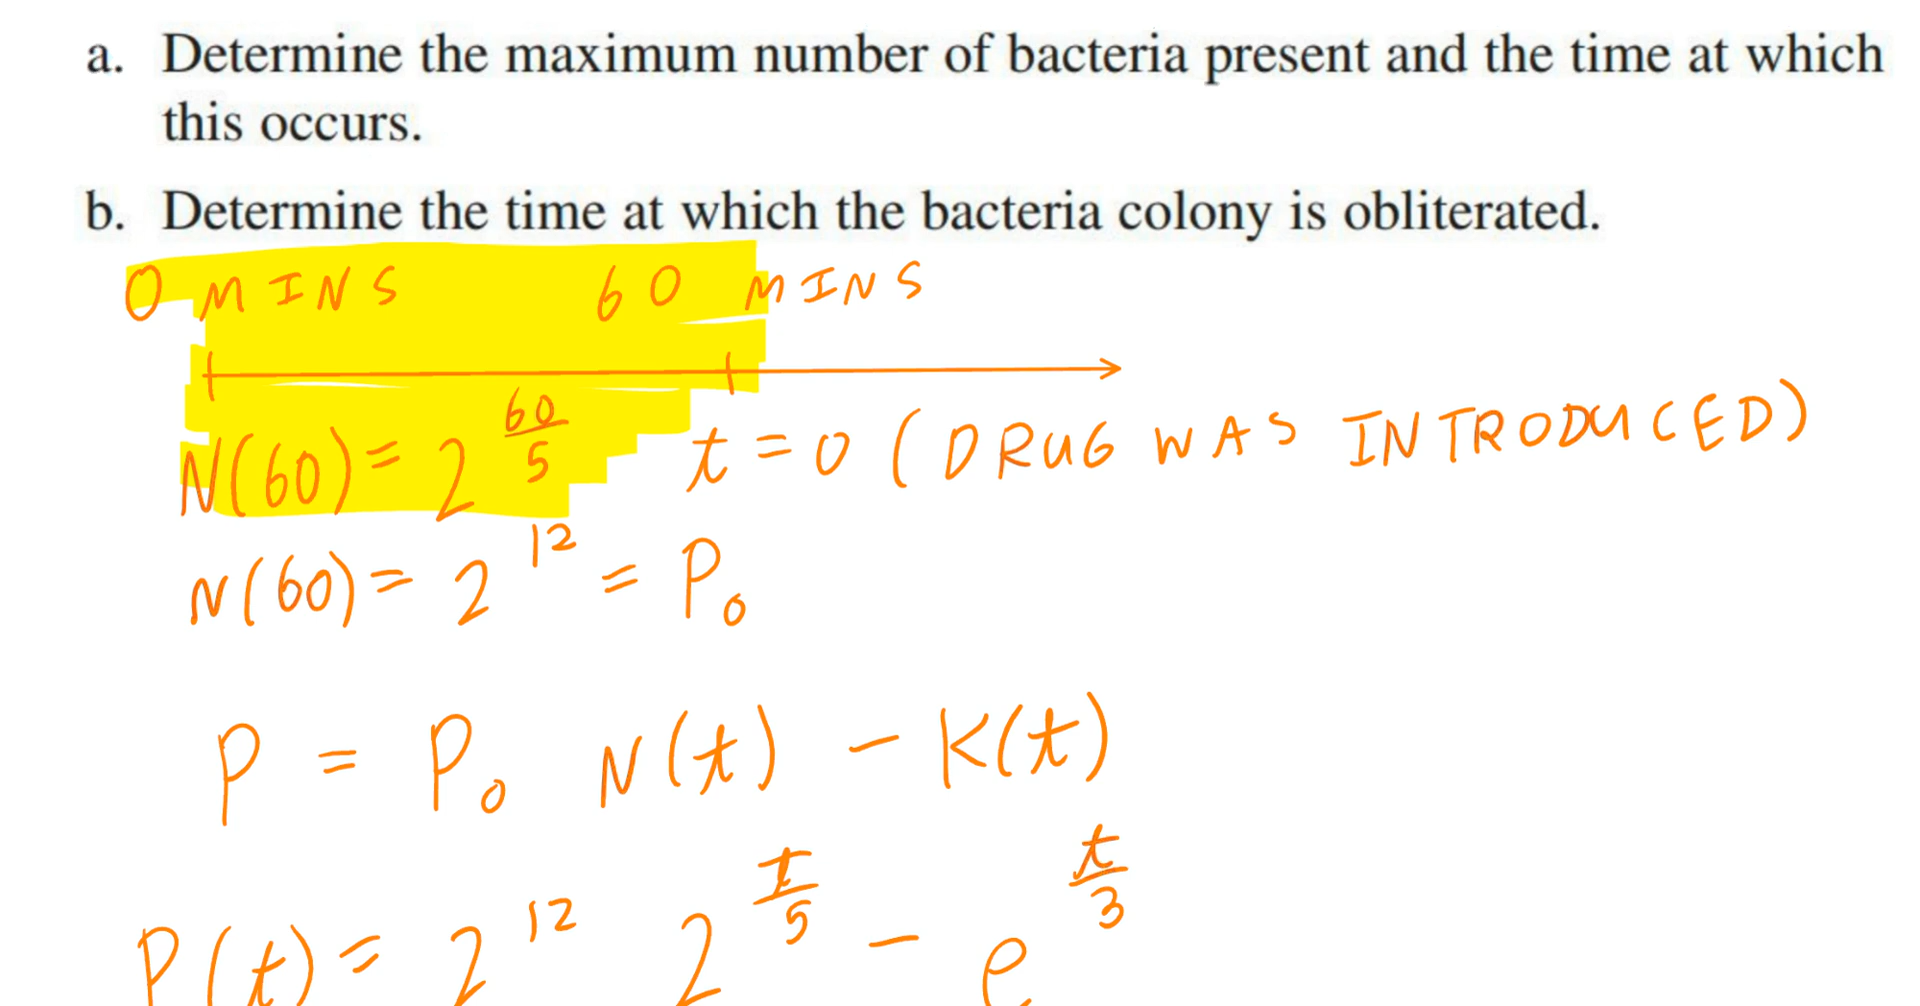 a. Determine the maximum number of bacteria present and the time at which
this occurs.
b. Determine the time at which the bacteria colony is obliterated.
0 MINS 60 MINS
N(60) = 2^(60/5) t = 0 (DRUG WAS INTRODUCED)
N(60) = 2^12 = P₀
P = P₀ N(t) - K(t)
P(t) = 2^12 2^(t/5) - e^(t/3)